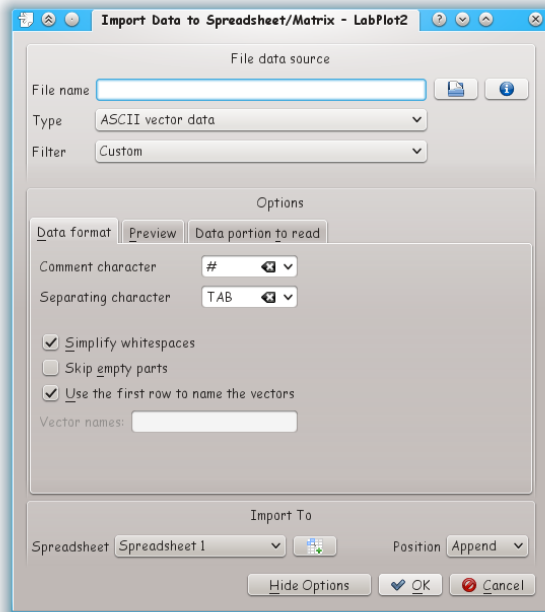 Import Data to Spreadsheet/Matrix - LabPlot2
File data source
File name
Type ASCII vector data
Filter Custom
Options
Data format Preview Data portion to read
Comment character #
Separating character TAB
Simplify whitespaces
Skip empty parts
Use the first row to name the vectors
Vector names:
Import To
Spreadsheet Spreadsheet 1 Position Append
Hide Options OK Cancel